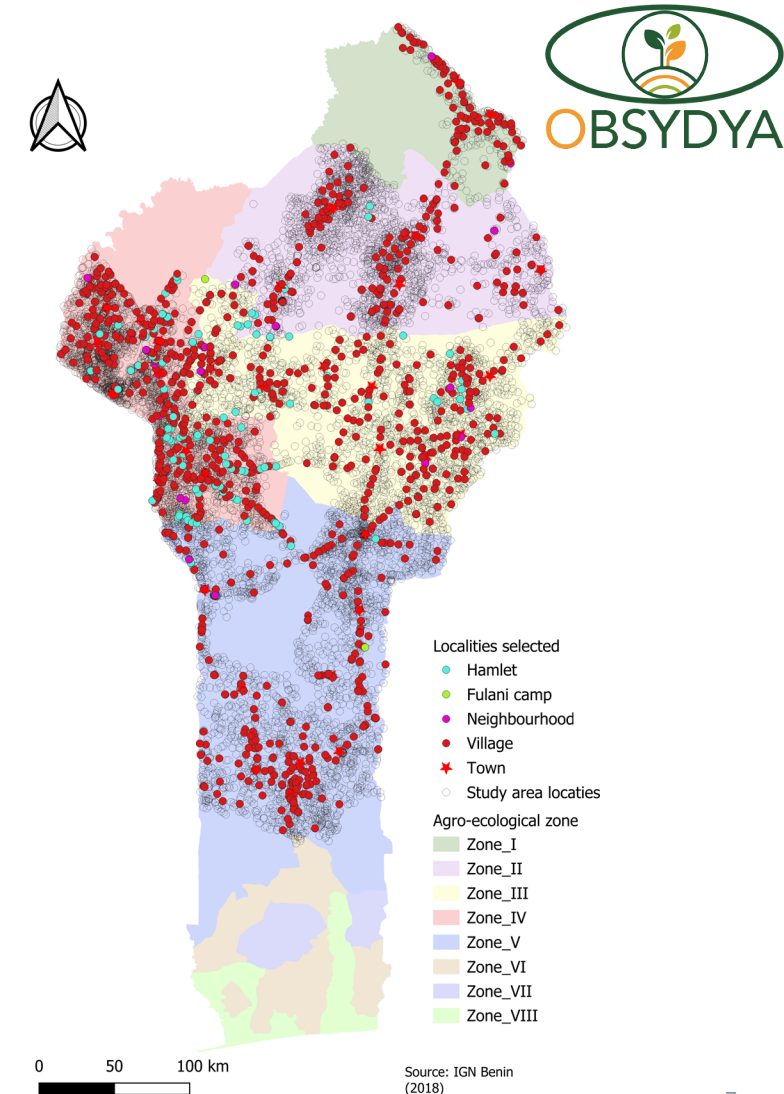 OBSYDYA
Localities selected
Hamlet
Fulani camp
Neighbourhood
Village
Town
Study area locaties
Agro-ecological zone
Zone_I
Zone_II
Zone_III
Zone_IV
Zone_V
Zone_VI
Zone_VII
Zone_VIII
0 50 100 km
Source: IGN Benin
(2018)